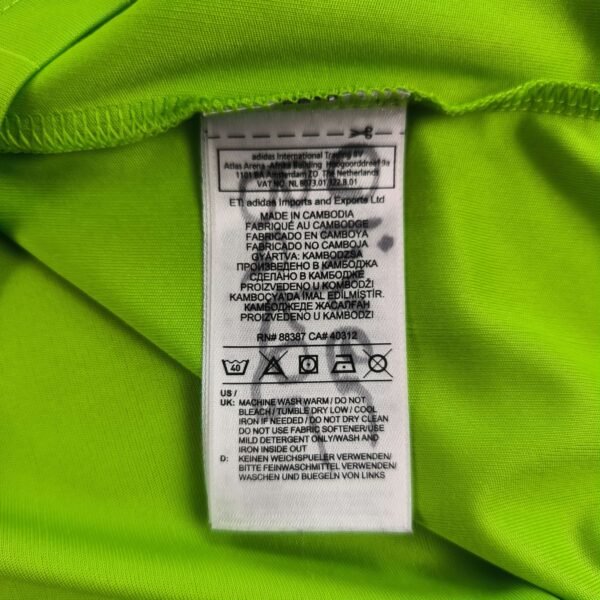 adidas International Trading BV
Atlas Arena -Afrika Building Hoogoorddreef 9a
1101 BA Amsterdam ZO The Netherlands
VAT NO. NL 8073.01.122.B.01
ET: adidas Imports and Exports Ltd
MADE IN CAMBODIA
FABRIQUÉ AU CAMBODGE
FABRICADO EN CAMBOYA
FABRICADO NO CAMBOJA
GYÁRTVA: KAMBODZSA
ПРОИЗВЕДЕНО В КАМБОДЖА
СДЕЛАНО В КАМБОДЖЕ
PROIZVEDENO U KOMBODŽI
KAMBOÇYA'DA İMAL EDİLMİŞTİR.
КАМБОДЖЕДЕ ЖАСАЛҒАН
PROIZVEDENO U KAMBODZI
RN# 88387 CA# 40312
40
US /
UK: MACHINE WASH WARM / DO NOT
BLEACH / TUMBLE DRY LOW / COOL
IRON IF NEEDED / DO NOT DRY CLEAN
DO NOT USE FABRIC SOFTENER/USE
MILD DETERGENT ONLY/WASH AND
IRON INSIDE OUT
D: KEINEN WEICHSPUELER VERWENDEN/
BITTE FEINWASCHMITTEL VERWENDEN/
WASCHEN UND BUEGELN VON LINKS